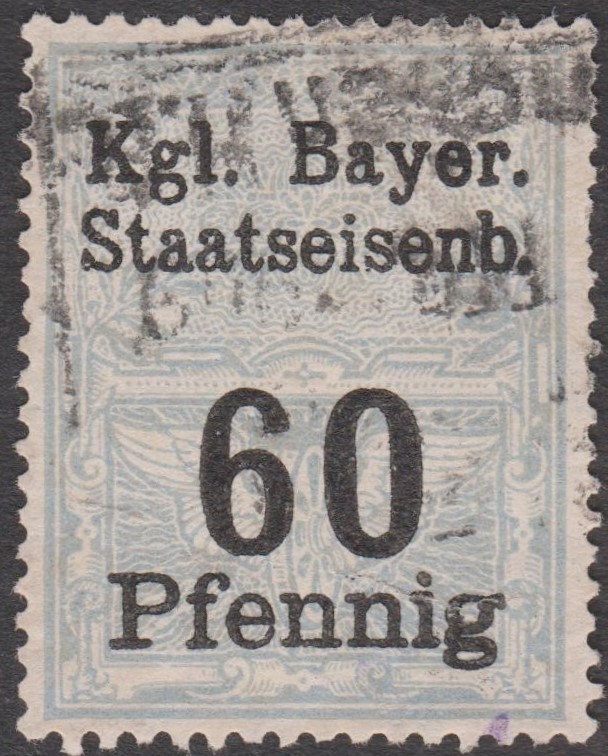 Kgl. Bayer.
Staatseisenb.
60
Pfennig